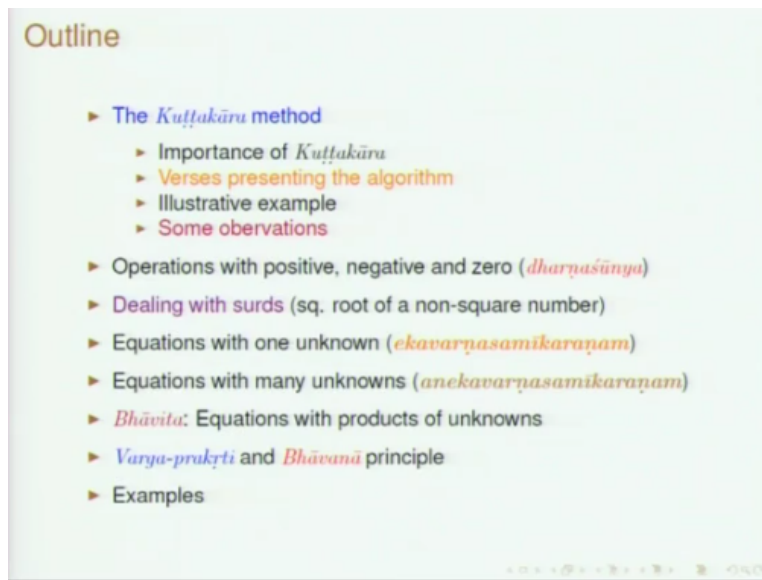 Outline
The Kuṭṭakāra method
Importance of Kuṭṭakāra
Verses presenting the algorithm
Illustrative example
Some obervations
Operations with positive, negative and zero (dharṇaśūnya)
Dealing with surds (sq. root of a non-square number)
Equations with one unknown (ekavarṇasamīkaraṇam)
Equations with many unknowns (anekavarṇasamīkaraṇam)
Bhāvita: Equations with products of unknowns
Varga-prakṛti and Bhāvanā principle
Examples